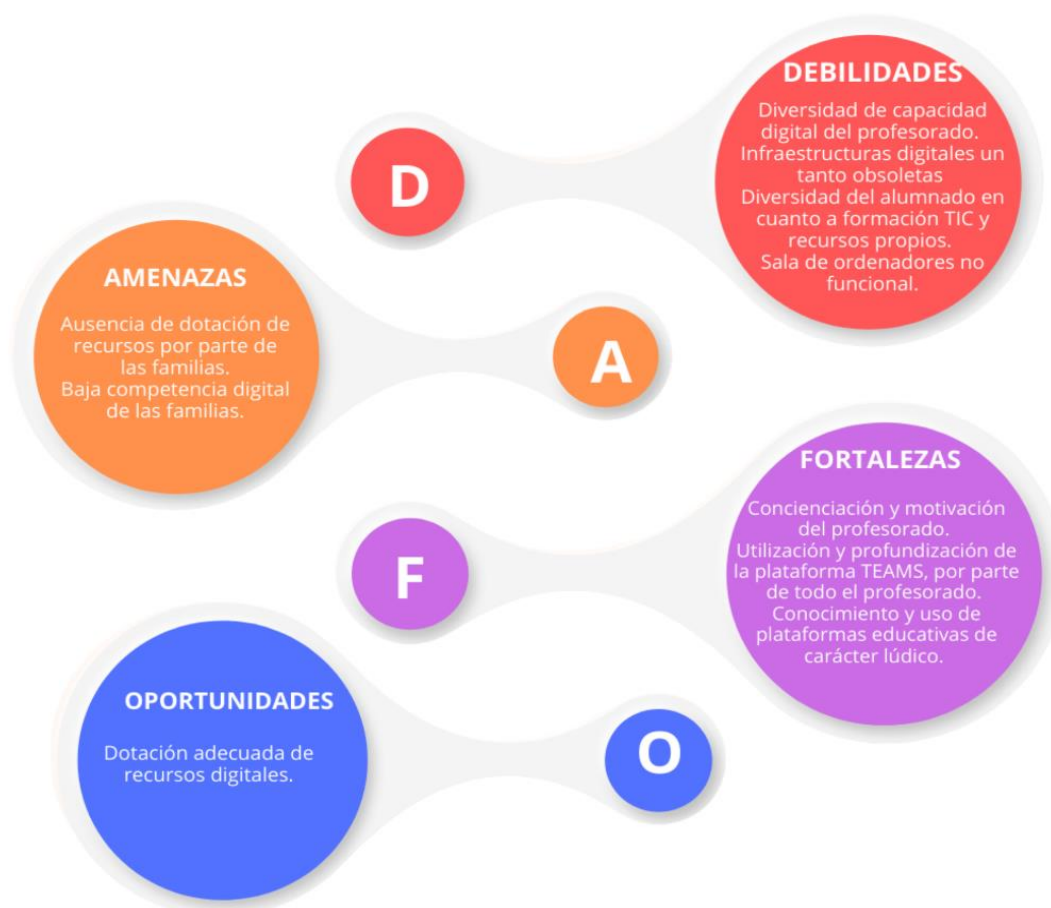 DEBILIDADES
Diversidad de capacidad
digital del profesorado.
Infraestructuras digitales un
tanto obsoletas
Diversidad del alumnado en
cuanto a formación TIC y
recursos propios.
Sala de ordenadores no
funcional.
D
AMENAZAS
Ausencia de dotación de
recursos por parte de
las familias.
Baja competencia digital
de las familias.
A
FORTALEZAS
Concienciación y motivación
del profesorado.
Utilización y profundización de
la plataforma TEAMS, por parte
de todo el profesorado.
Conocimiento y uso de
plataformas educativas de
carácter lúdico.
F
OPORTUNIDADES
Dotación adecuada de
recursos digitales.
O